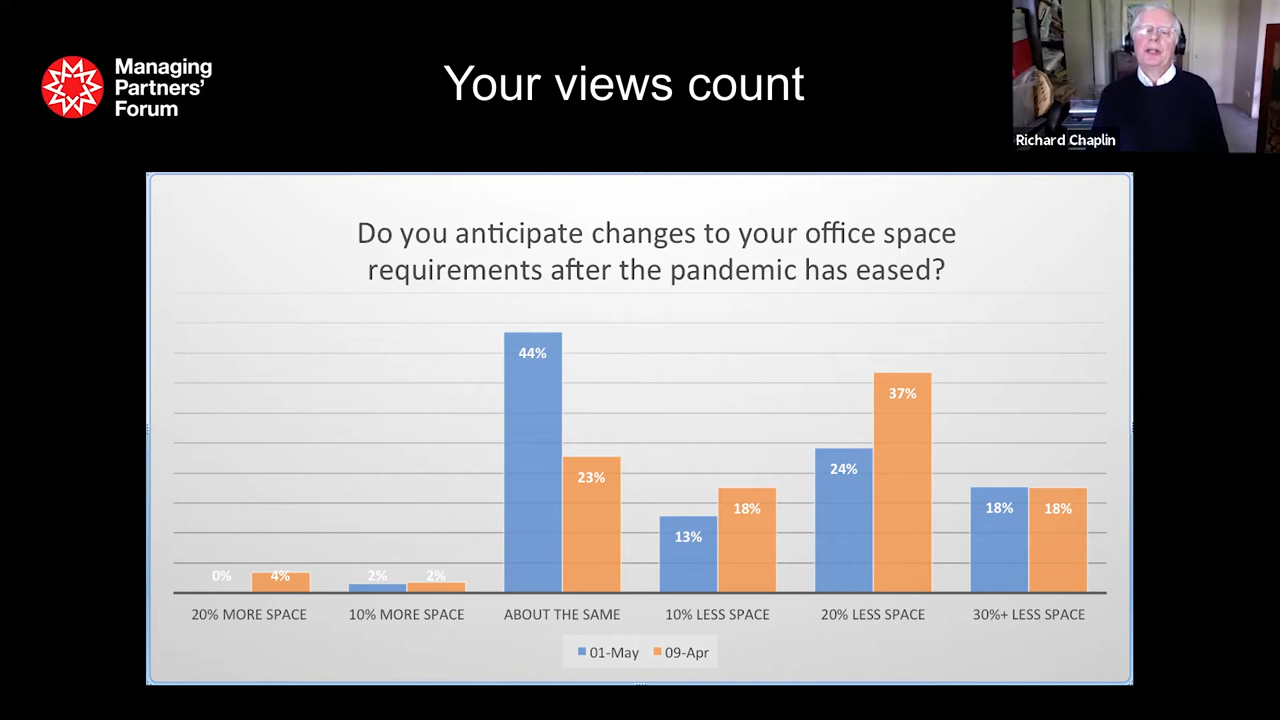 Managing
Partners'
Forum
Your views count
Richard Chaplin
Do you anticipate changes to your office space
requirements after the pandemic has eased?
44%
37%
23%
24%
18%
13%
18%
18%
0%
4%
2%
2%
20% MORE SPACE
10% MORE SPACE
ABOUT THE SAME
10% LESS SPACE
20% LESS SPACE
30%+ LESS SPACE
01-May
09-Apr